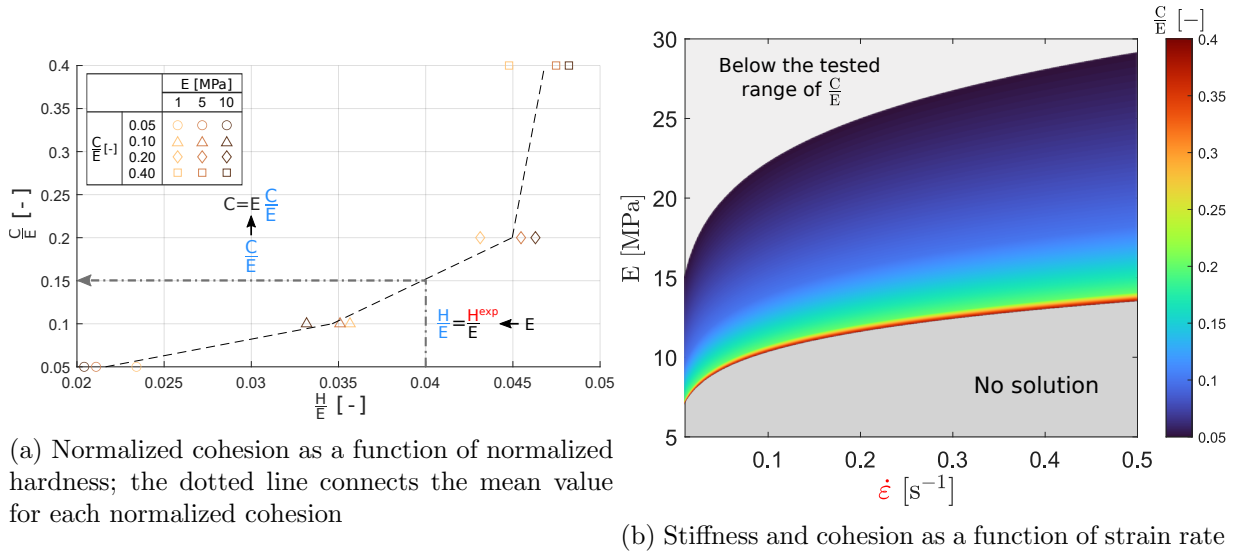 0.4
0.35
0.3
0.25
0.2
0.15
0.1
0.05
C/E [-]
E [MPa]
1 5 10
C/E [-]
0.05
0.10
0.20
0.40
C=E C/E
C/E
H/E = H^exp/E E
0.02 0.025 0.03 0.035 0.04 0.045 0.05
H/E [-]
(a) Normalized cohesion as a function of normalized
hardness; the dotted line connects the mean value
for each normalized cohesion
30
25
20
15
10
5
E [MPa]
Below the tested
range of C/E
No solution
0.1 0.2 0.3 0.4 0.5
ε̇ [s⁻¹]
C/E [-]
0.4
0.35
0.3
0.25
0.2
0.15
0.1
0.05
(b) Stiffness and cohesion as a function of strain rate